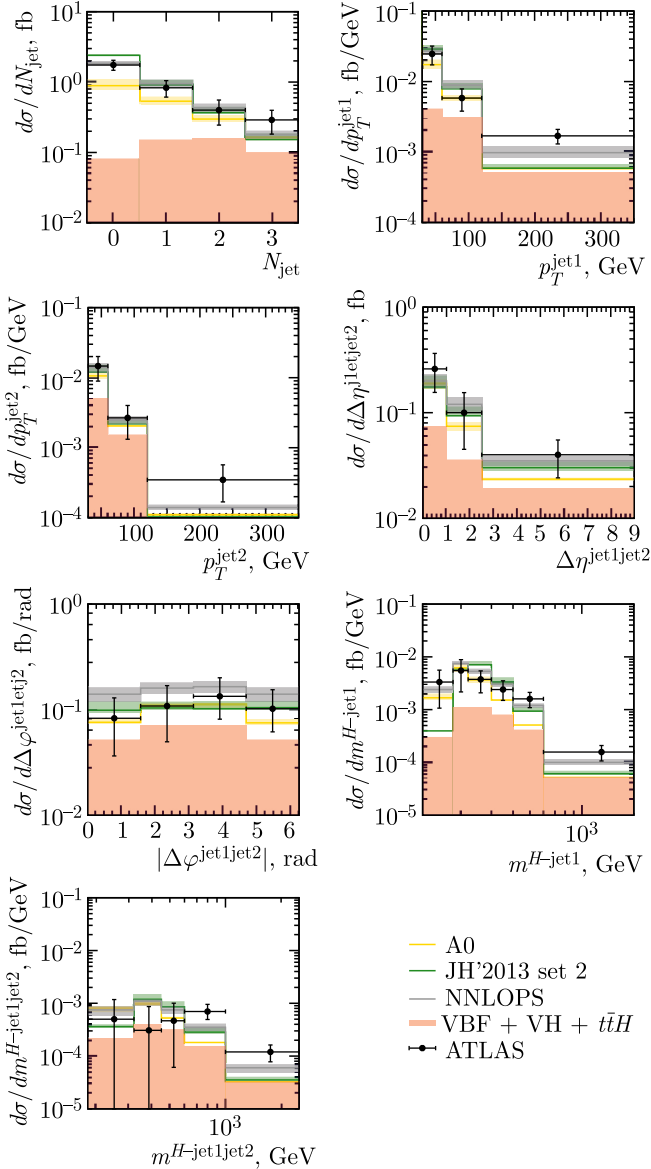 dσ/dN_jet, fb
10^1
10^0
10^−1
10^−2
0 1 2 3
N_jet
dσ/dp_T^jet1, fb/GeV
10^−1
10^−2
10^−3
10^−4
100 200 300
p_T^jet1, GeV
dσ/dp_T^jet2, fb/GeV
10^−1
10^−2
10^−3
10^−4
100 200 300
p_T^jet2, GeV
dσ/dΔη^j1etjet2, fb
10^0
10^−1
10^−2
0 1 2 3 4 5 6 7 8 9
Δη^jet1jet2
dσ/dΔφ^jet1etj2, fb/rad
10^0
10^−1
10^−2
0 1 2 3 4 5 6
|Δφ^jet1jet2|, rad
dσ/dm^H–jet1, fb/GeV
10^−1
10^−2
10^−3
10^−4
10^−5
10^3
m^H–jet1, GeV
dσ/dm^H–jet1jet2, fb/GeV
10^−1
10^−2
10^−3
10^−4
10^−5
10^3
m^H–jet1jet2, GeV
A0
JH'2013 set 2
NNLOPS
VBF + VH + tt̄H
ATLAS